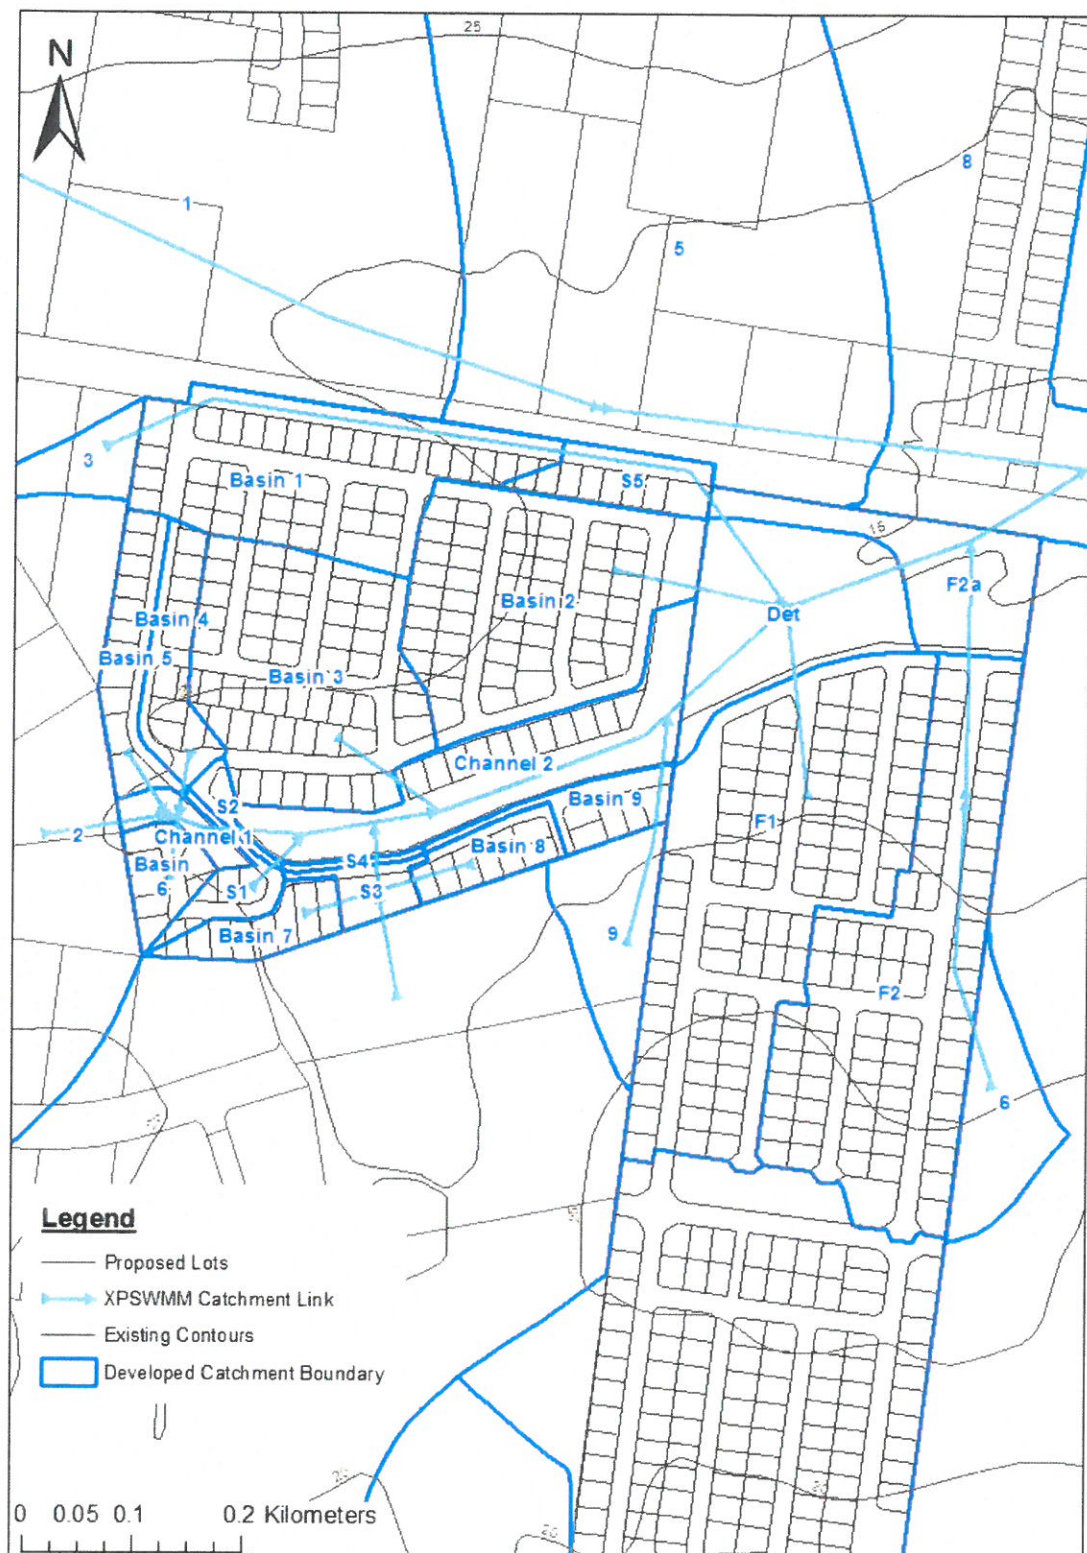 25
N
8
1
5
3
Basin 1
S5
15
F2a
Basin 4
Basin 2
Det
Basin 5
Basin 3
Channel 2
S2
2
Channel 1
Basin 9
F1
S4
Basin 8
Basin
6
S1
S3
Basin 7
9
F2
6
Legend
Proposed Lots
XPSWMM Catchment Link
Existing Contours
Developed Catchment Boundary
20
0 0.05 0.1 0.2 Kilometers